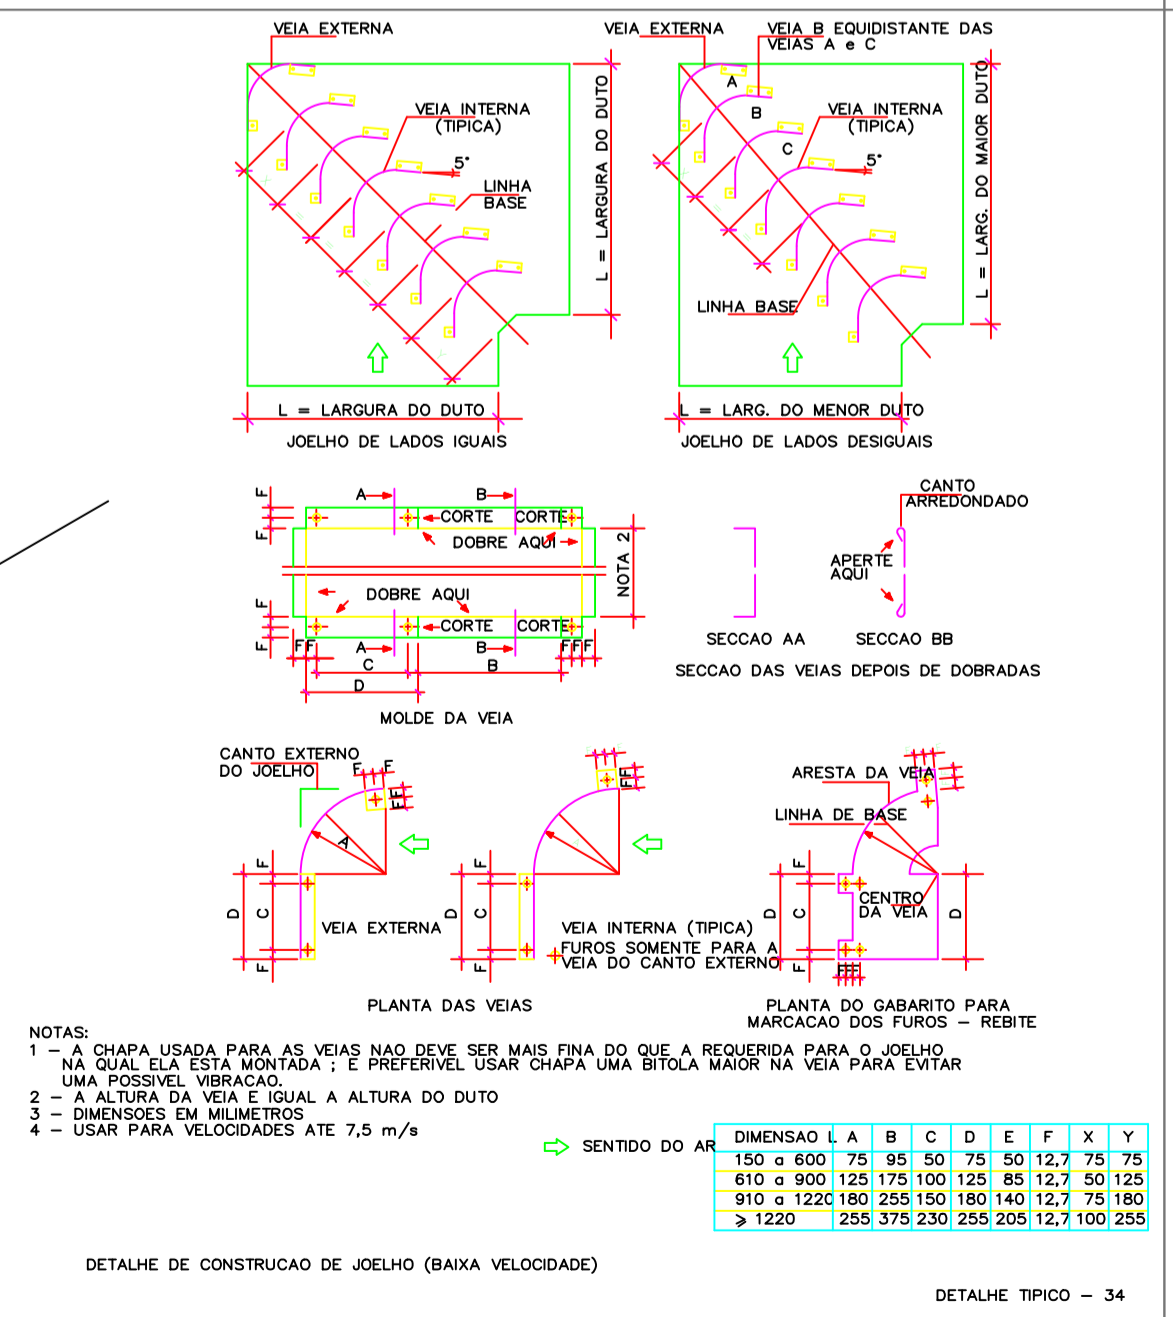 VEIA EXTERNA
VEIA INTERNA
(TIPICA)
5°
LINHA
BASE
L = LARGURA DO DUTO
L = LARGURA DO DUTO
JOELHO DE LADOS IGUAIS
VEIA EXTERNA
VEIA B EQUIDISTANTE DAS
VEIAS A e C
A
B
C
VEIA INTERNA
(TIPICA)
5°
LINHA BASE
L = LARG. DO MAIOR DUTO
L = LARG. DO MENOR DUTO
JOELHO DE LADOS DESIGUAIS
F
F
A
B
CORTE
CORTE
DOBRE AQUI
NOTA 2
DOBRE AQUI
F
F
CORTE
CORTE
F F
A
B
F F F
C
B
D
MOLDE DA VEIA
CANTO
ARREDONDADO
APERTE
AQUI
SECCAO AA
SECCAO BB
SECCAO DAS VEIAS DEPOIS DE DOBRADAS
CANTO EXTERNO
DO JOELHO
F F
F F
A
F
D
C
F
VEIA EXTERNA
F F
F
D
C
F
VEIA INTERNA (TIPICA)
FUROS SOMENTE PARA A
VEIA DO CANTO EXTERNO
PLANTA DAS VEIAS
ARESTA DA VEIA
LINHA DE BASE
F
D
C
F
CENTRO
DA VEIA
D
F F F
PLANTA DO GABARITO PARA
MARCACAO DOS FUROS – REBITE
NOTAS:
1 – A CHAPA USADA PARA AS VEIAS NAO DEVE SER MAIS FINA DO QUE A REQUERIDA PARA O JOELHO
NA QUAL ELA ESTA MONTADA ; E PREFERIVEL USAR CHAPA UMA BITOLA MAIOR NA VEIA PARA EVITAR
UMA POSSIVEL VIBRACAO.
2 – A ALTURA DA VEIA E IGUAL A ALTURA DO DUTO
3 – DIMENSOES EM MILIMETROS
4 – USAR PARA VELOCIDADES ATE 7,5 m/s
SENTIDO DO AR
DIMENSAO L A B C D E F X Y
150 a 600 75 95 50 75 50 12,7 75 75
610 a 900 125 175 100 125 85 12,7 50 125
910 a 1220 180 255 150 180 140 12,7 75 180
⩾ 1220 255 375 230 255 205 12,7 100 255
DETALHE DE CONSTRUCAO DE JOELHO (BAIXA VELOCIDADE)
DETALHE TIPICO – 34